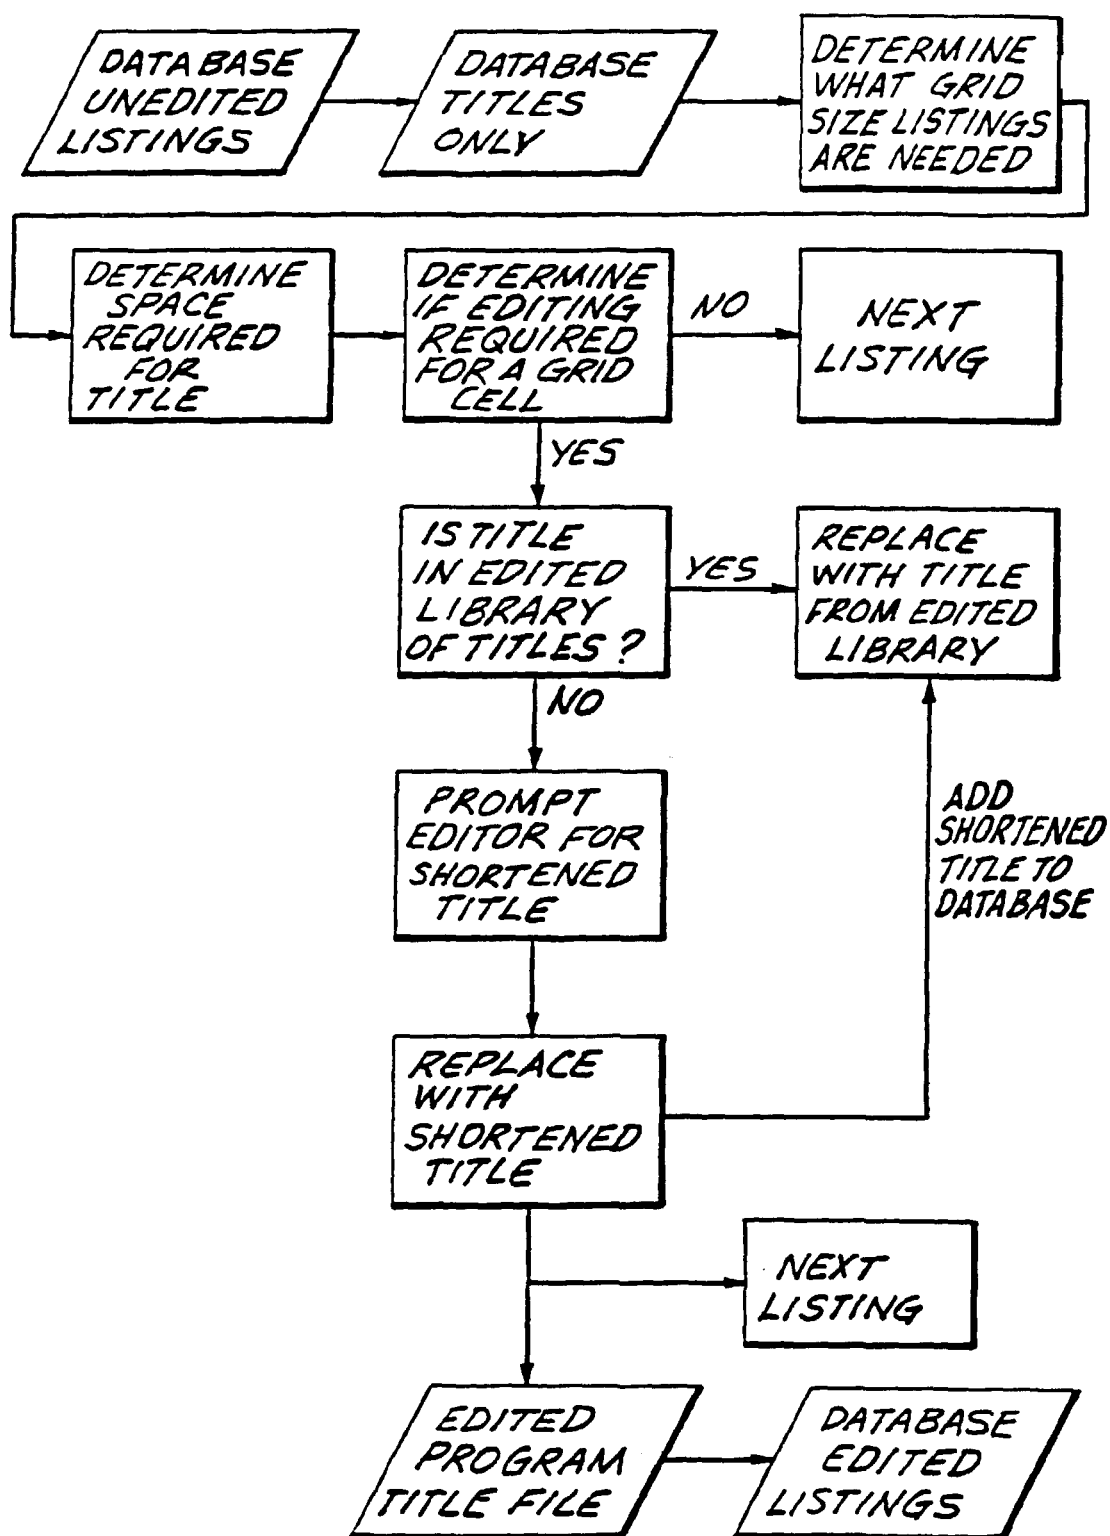 DATABASE
UNEDITED
LISTINGS
DATABASE
TITLES
ONLY
DETERMINE
WHAT GRID
SIZE LISTINGS
ARE NEEDED
DETERMINE
SPACE
REQUIRED
FOR
TITLE
DETERMINE
IF EDITING
REQUIRED
FOR A GRID
CELL
NO
NEXT
LISTING
YES
IS TITLE
IN EDITED
LIBRARY
OF TITLES?
YES
REPLACE
WITH TITLE
FROM EDITED
LIBRARY
NO
PROMPT
EDITOR FOR
SHORTENED
TITLE
ADD
SHORTENED
TITLE TO
DATABASE
REPLACE
WITH
SHORTENED
TITLE
NEXT
LISTING
EDITED
PROGRAM
TITLE FILE
DATABASE
EDITED
LISTINGS